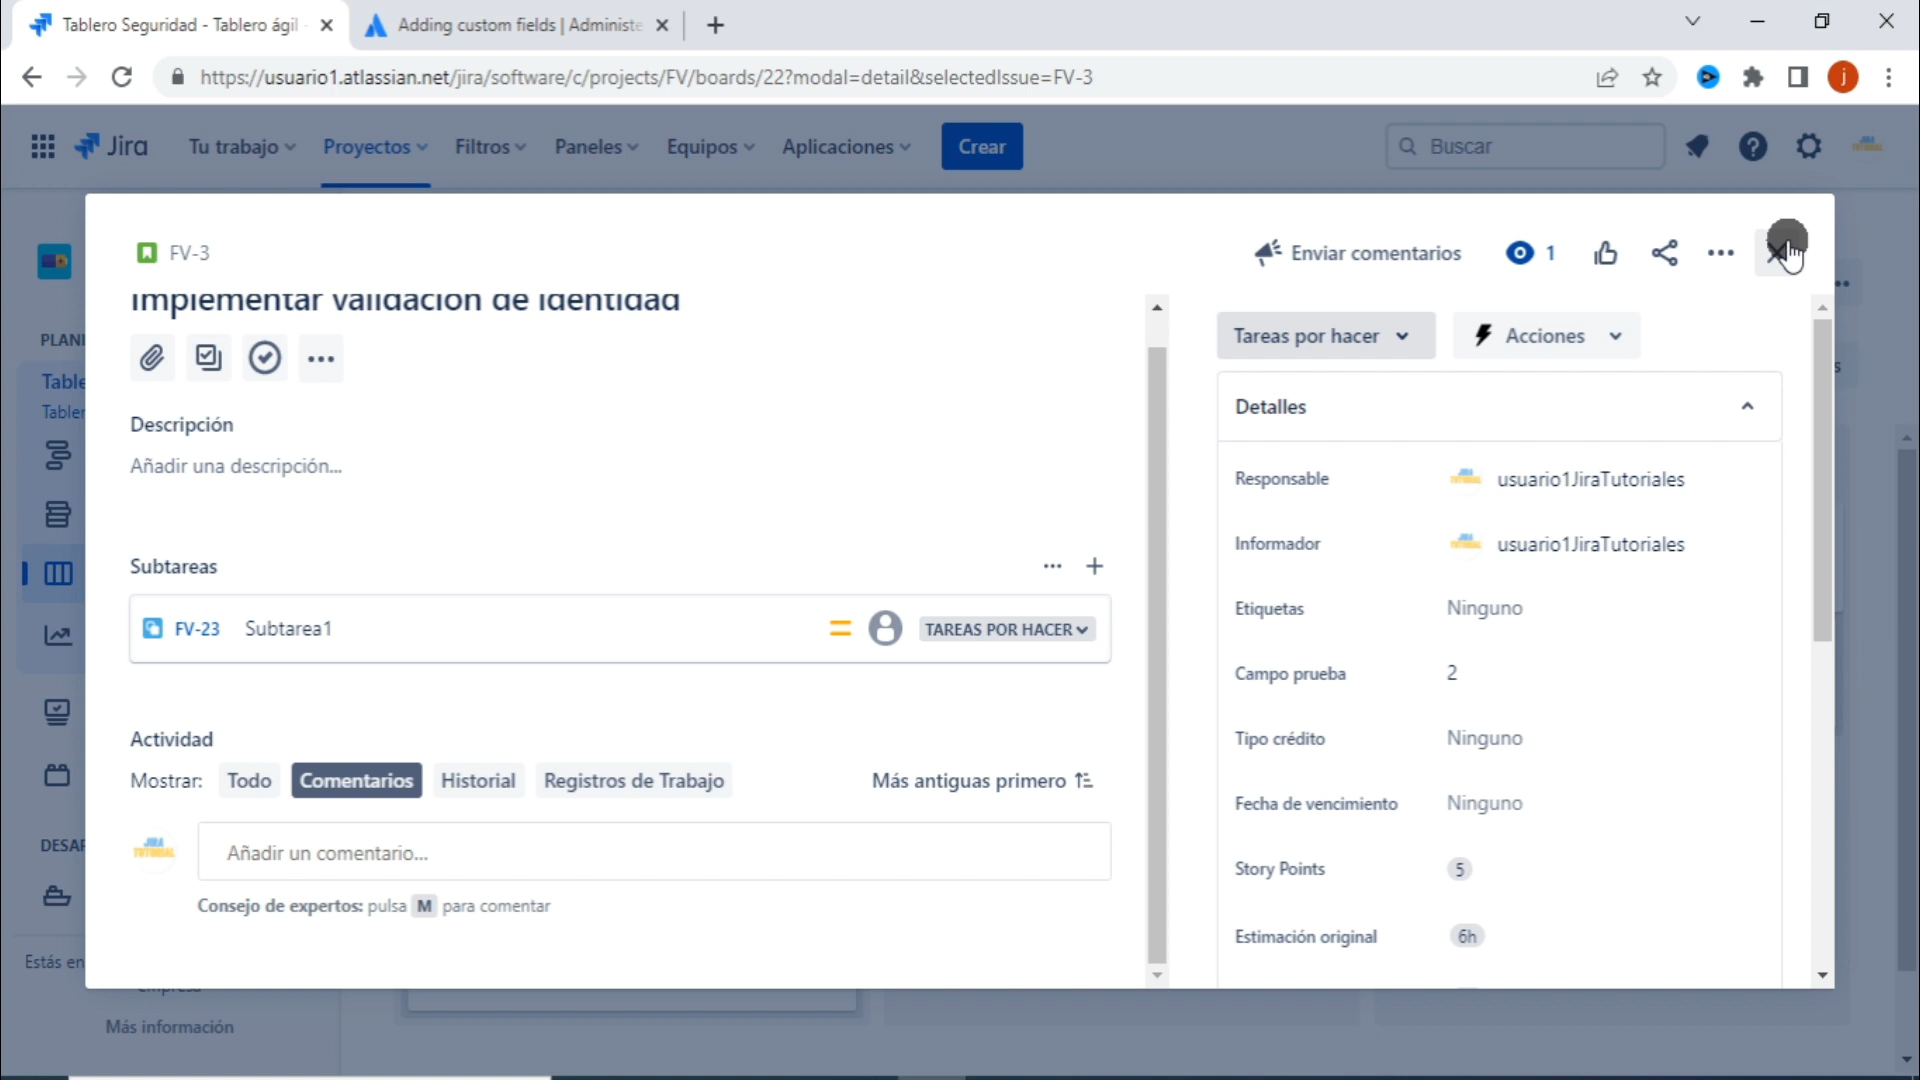 Tablero Seguridad - Tablero ágil -
Adding custom fields | Administe
https://usuario1.atlassian.net/jira/software/c/projects/FV/boards/22?modal=detail&selectedIssue=FV-3
j
Jira
Tu trabajo
Proyectos
Filtros
Paneles
Equipos
Aplicaciones
Crear
Buscar
FV-3
Enviar comentarios
1
Implementar validación de identidad
Tareas por hacer
Acciones
PLANI
Table
Tabler
Detalles
Descripción
Añadir una descripción...
Responsable
usuario1JiraTutoriales
Informador
usuario1JiraTutoriales
Subtareas
Etiquetas
Ninguno
FV-23
Subtarea1
TAREAS POR HACER
Campo prueba
2
Actividad
Tipo crédito
Ninguno
Mostrar:
Todo
Comentarios
Historial
Registros de Trabajo
Más antiguas primero
Fecha de vencimiento
Ninguno
JIRA
TUTORIAL
Añadir un comentario...
Story Points
5
DESAR
Consejo de expertos: pulsa M para comentar
Estimación original
6h
Estás en
empresa
Más información